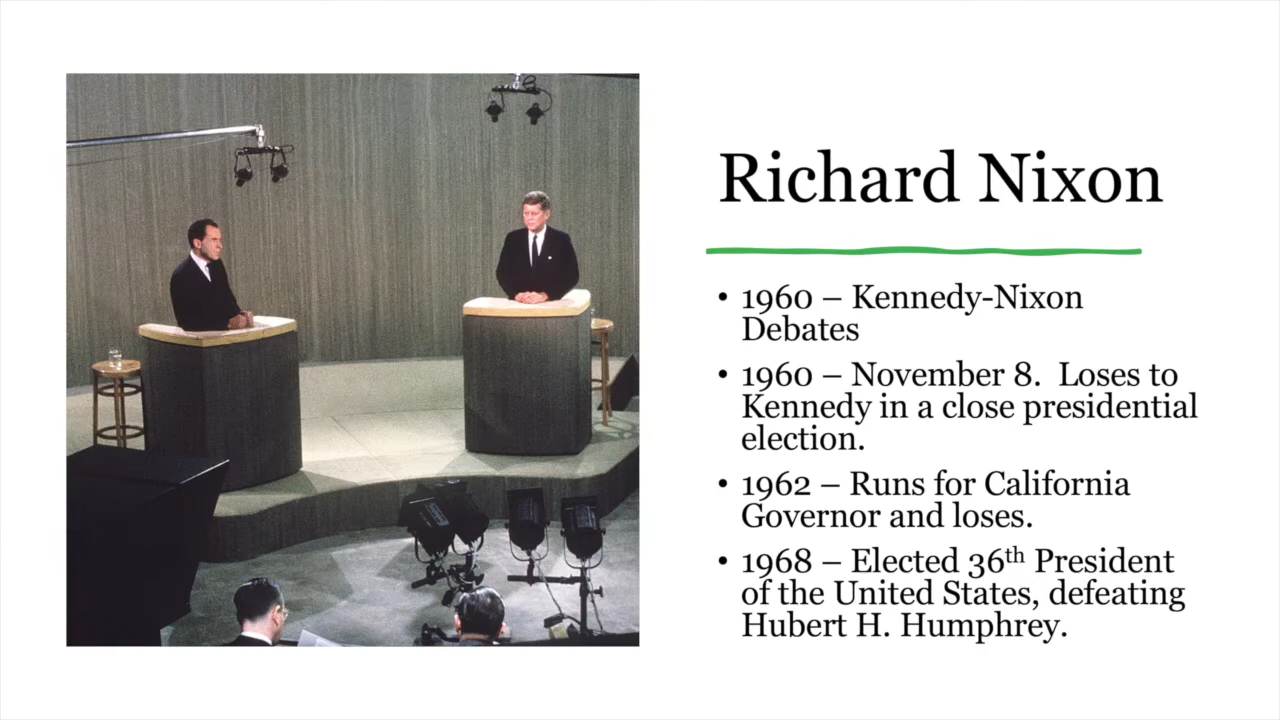 Richard Nixon
• 1960 – Kennedy-Nixon
Debates
• 1960 – November 8.  Loses to
Kennedy in a close presidential
election.
• 1962 – Runs for California
Governor and loses.
• 1968 – Elected 36th President
of the United States, defeating
Hubert H. Humphrey.